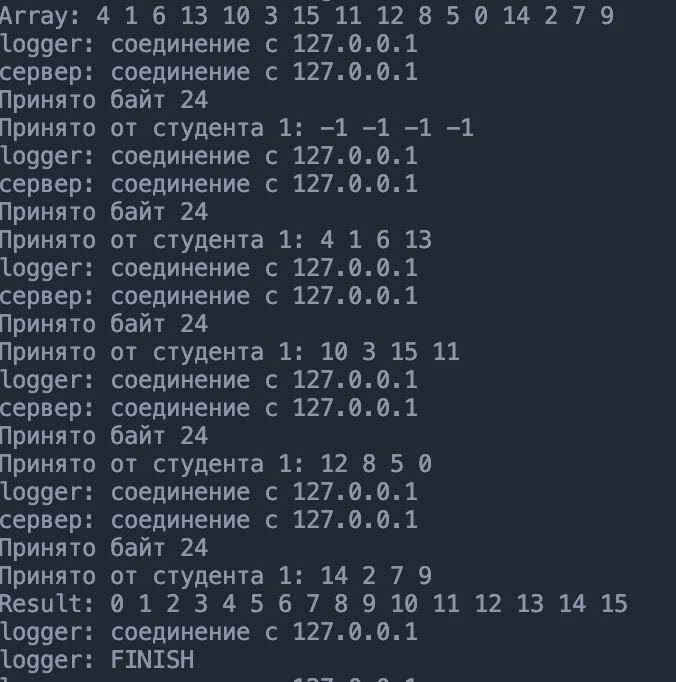 Array: 4 1 6 13 10 3 15 11 12 8 5 0 14 2 7 9
logger: соединение с 127.0.0.1
сервер: соединение с 127.0.0.1
Принято байт 24
Принято от студента 1: -1 -1 -1 -1
logger: соединение с 127.0.0.1
сервер: соединение с 127.0.0.1
Принято байт 24
Принято от студента 1: 4 1 6 13
logger: соединение с 127.0.0.1
сервер: соединение с 127.0.0.1
Принято байт 24
Принято от студента 1: 10 3 15 11
logger: соединение с 127.0.0.1
сервер: соединение с 127.0.0.1
Принято байт 24
Принято от студента 1: 12 8 5 0
logger: соединение с 127.0.0.1
сервер: соединение с 127.0.0.1
Принято байт 24
Принято от студента 1: 14 2 7 9
Result: 0 1 2 3 4 5 6 7 8 9 10 11 12 13 14 15
logger: соединение с 127.0.0.1
logger: FINISH